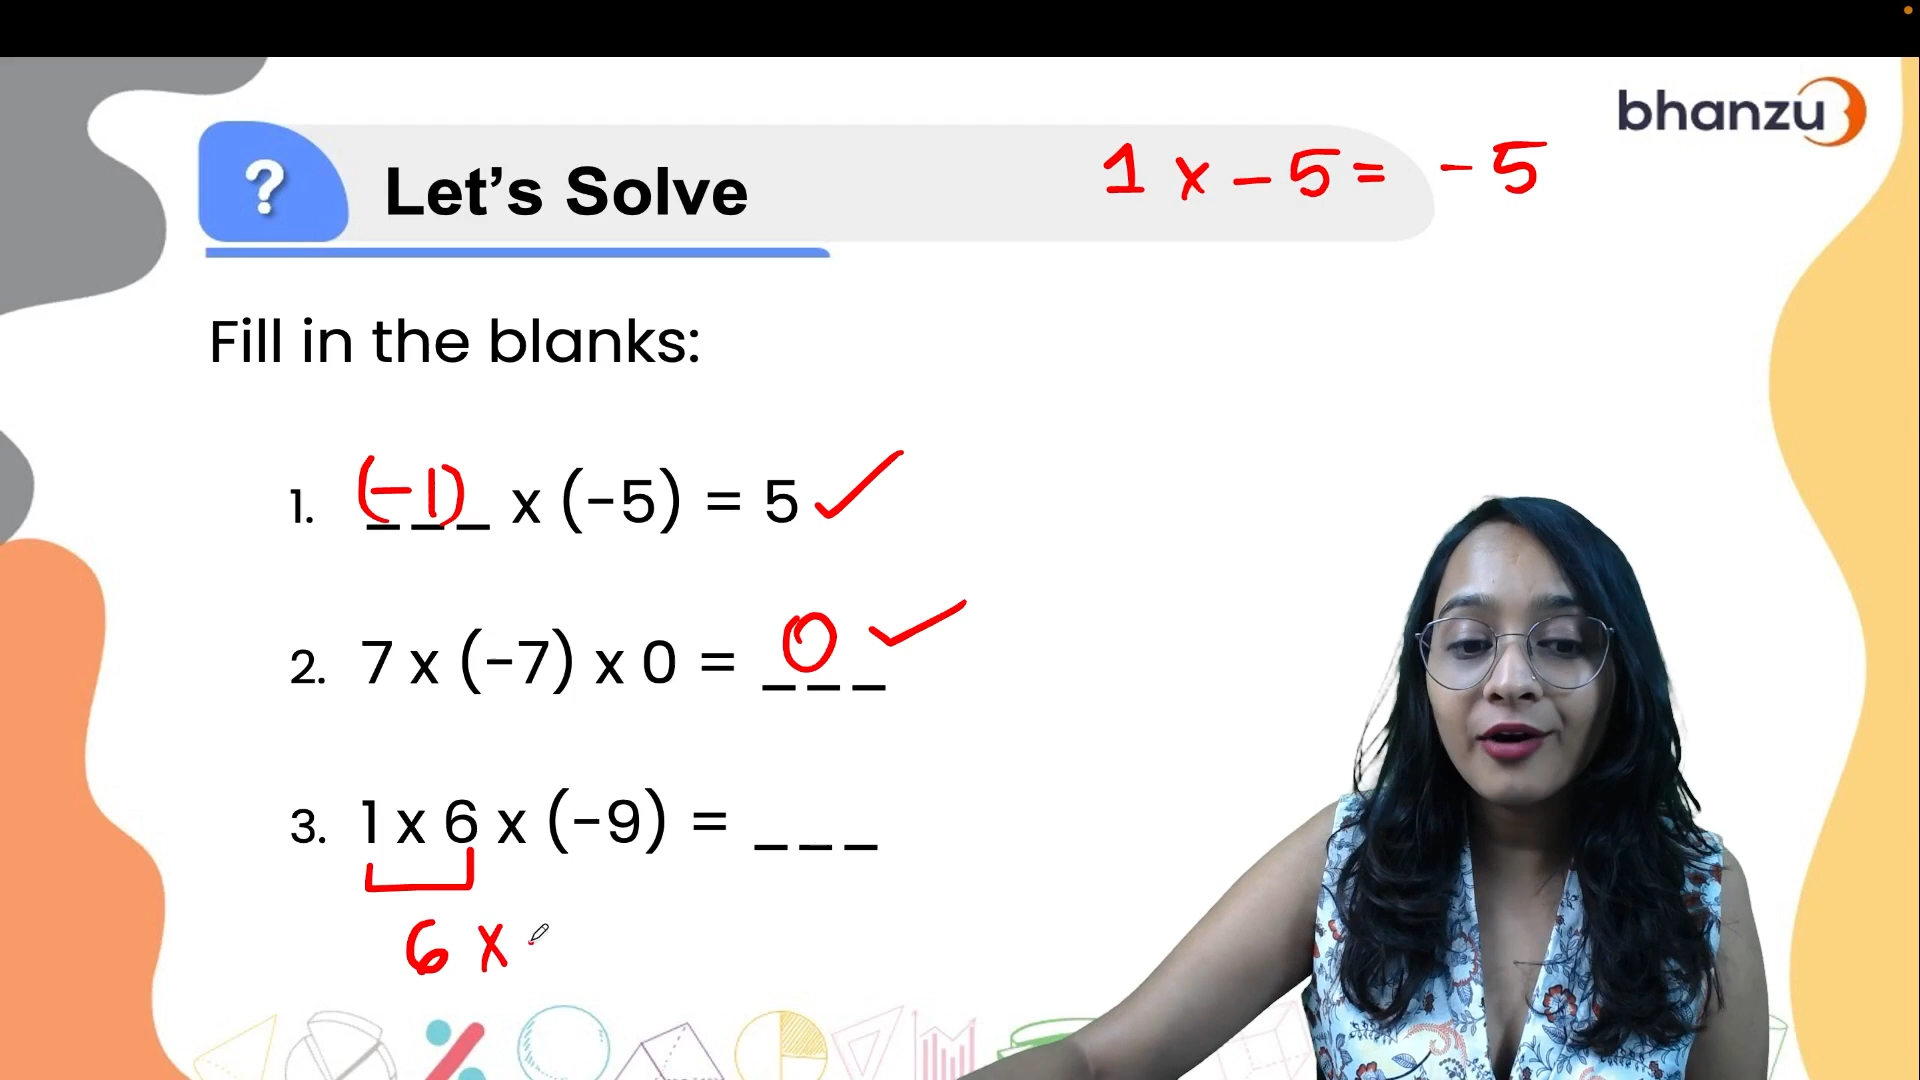 bhanzu
? Let's Solve 1 x - 5 = - 5
Fill in the blanks:
1. (-1) _ _ _ x (-5) = 5 ✓
2. 7 x (-7) x 0 = 0 _ _ _ ✓
3. 1 x 6 x (-9) = _ _ _
6 x
%